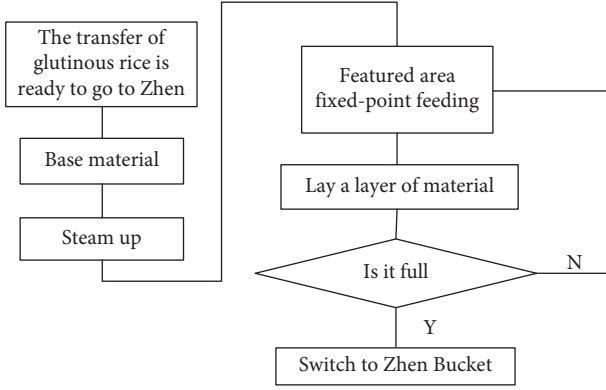 The transfer of
glutinous rice is
ready to go to Zhen
Base material
Steam up
Featured area
fixed-point feeding
Lay a layer of material
Is it full
N
Y
Switch to Zhen Bucket